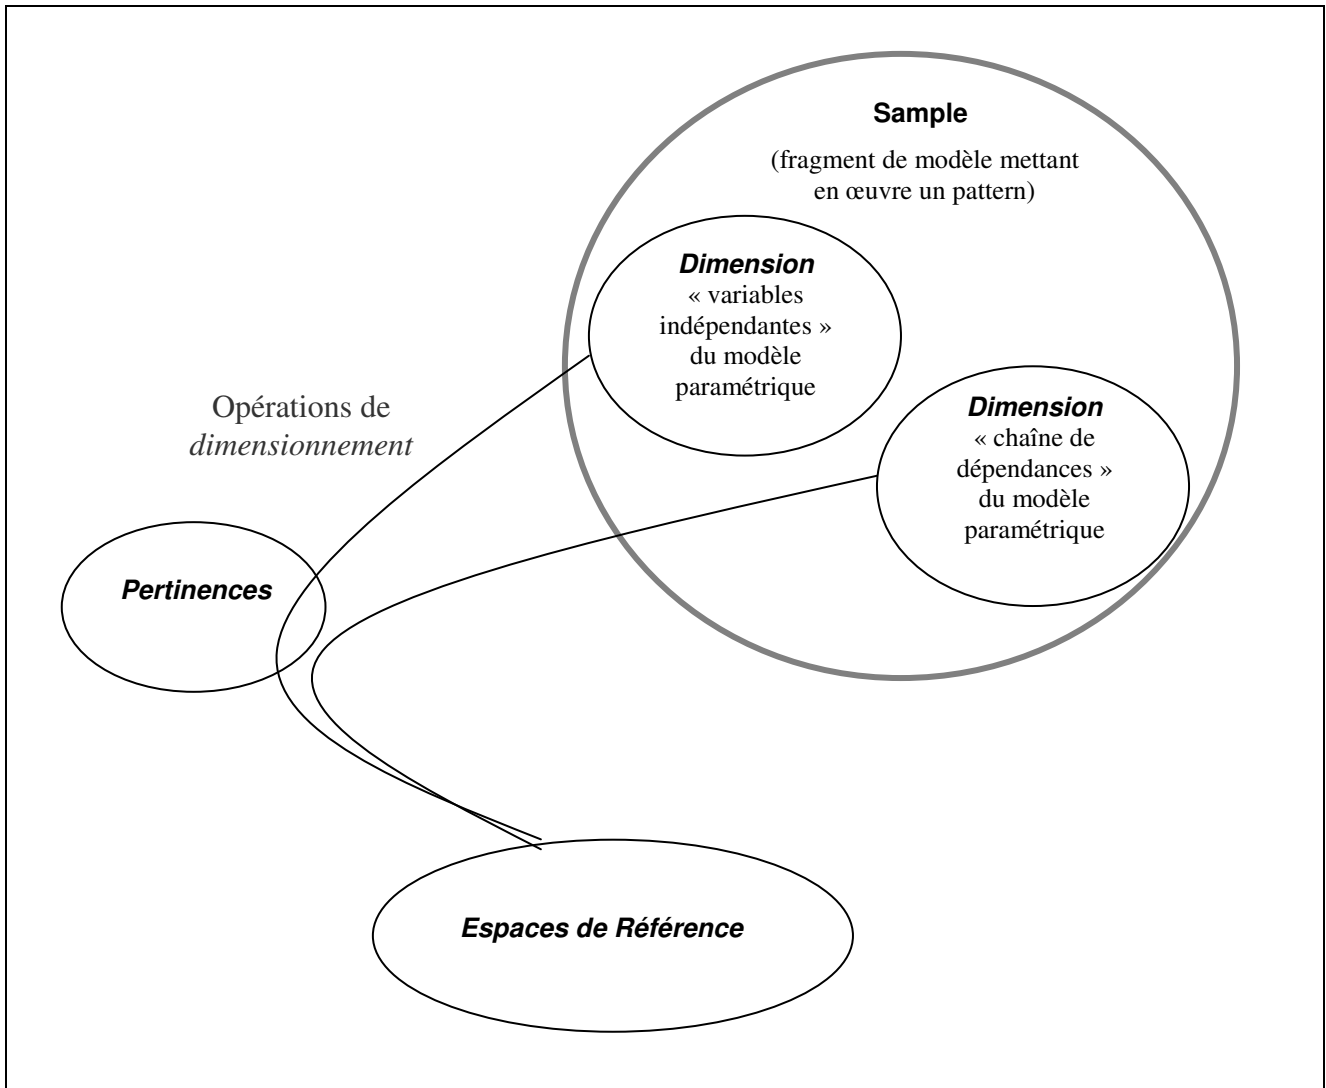 Sample
(fragment de modèle mettant
en œuvre un pattern)
Dimension
« variables
indépendantes »
du modèle
paramétrique
Dimension
« chaîne de
dépendances »
du modèle
paramétrique
Opérations de
dimensionnement
Pertinences
Espaces de Référence